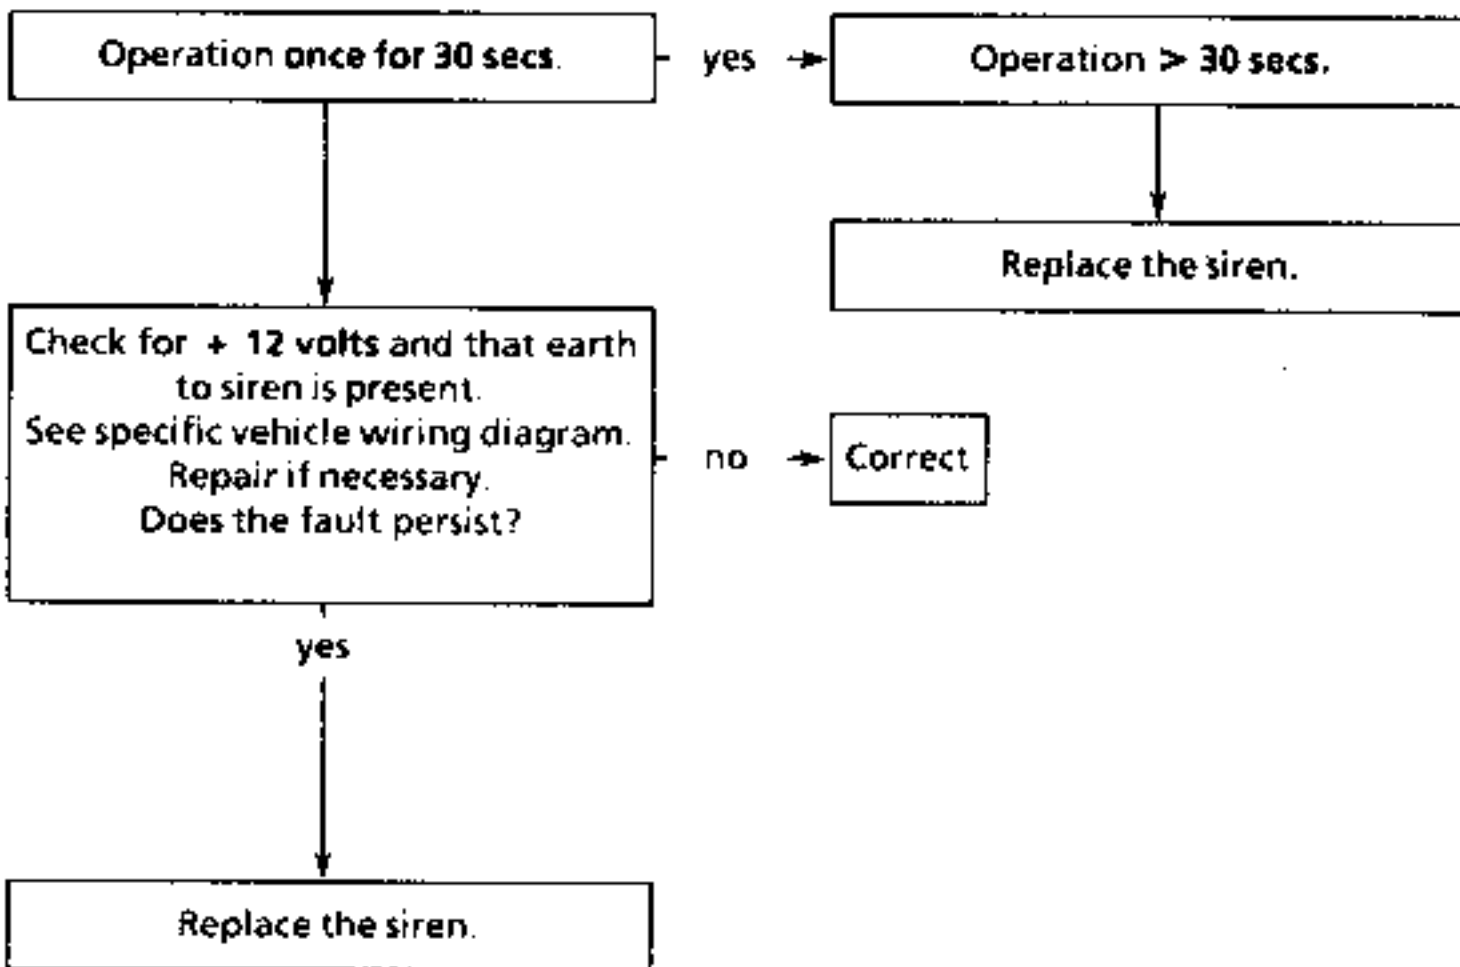 Operation once for 30 secs.
yes
Operation > 30 secs.
Replace the siren.
Check for + 12 volts and that earth
to siren is present.
See specific vehicle wiring diagram.
Repair if necessary.
Does the fault persist?
no
Correct
yes
Replace the siren.